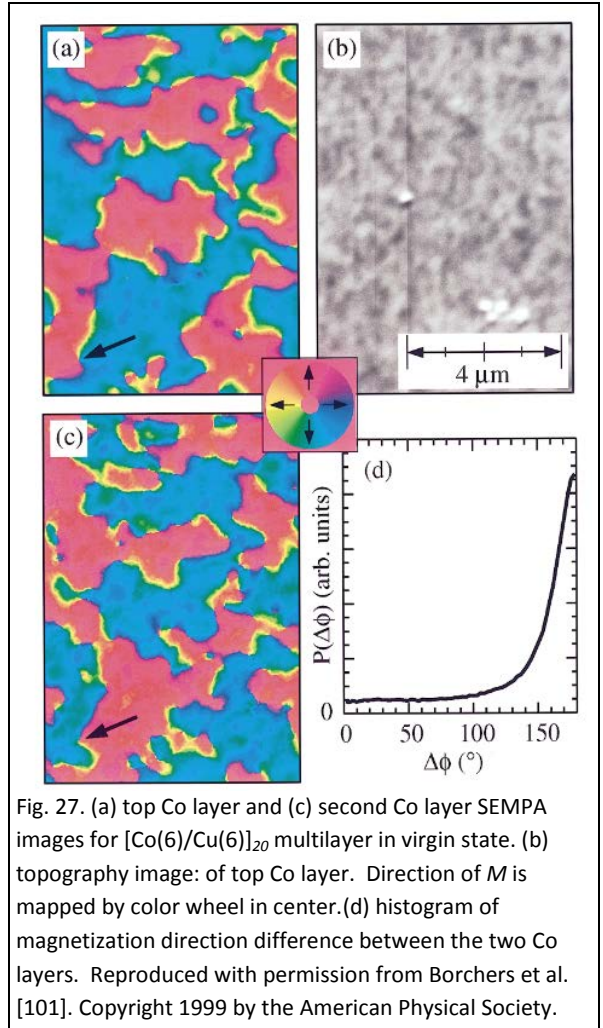 (a)
(b)
4 μm
(c)
(d)
P(Δϕ) (arb. units)
0
0 50 100 150
Δϕ (°)
Fig. 27. (a) top Co layer and (c) second Co layer SEMPA
images for [Co(6)/Cu(6)]20 multilayer in virgin state. (b)
topography image: of top Co layer. Direction of M is
mapped by color wheel in center.(d) histogram of
magnetization direction difference between the two Co
layers. Reproduced with permission from Borchers et al.
[101]. Copyright 1999 by the American Physical Society.